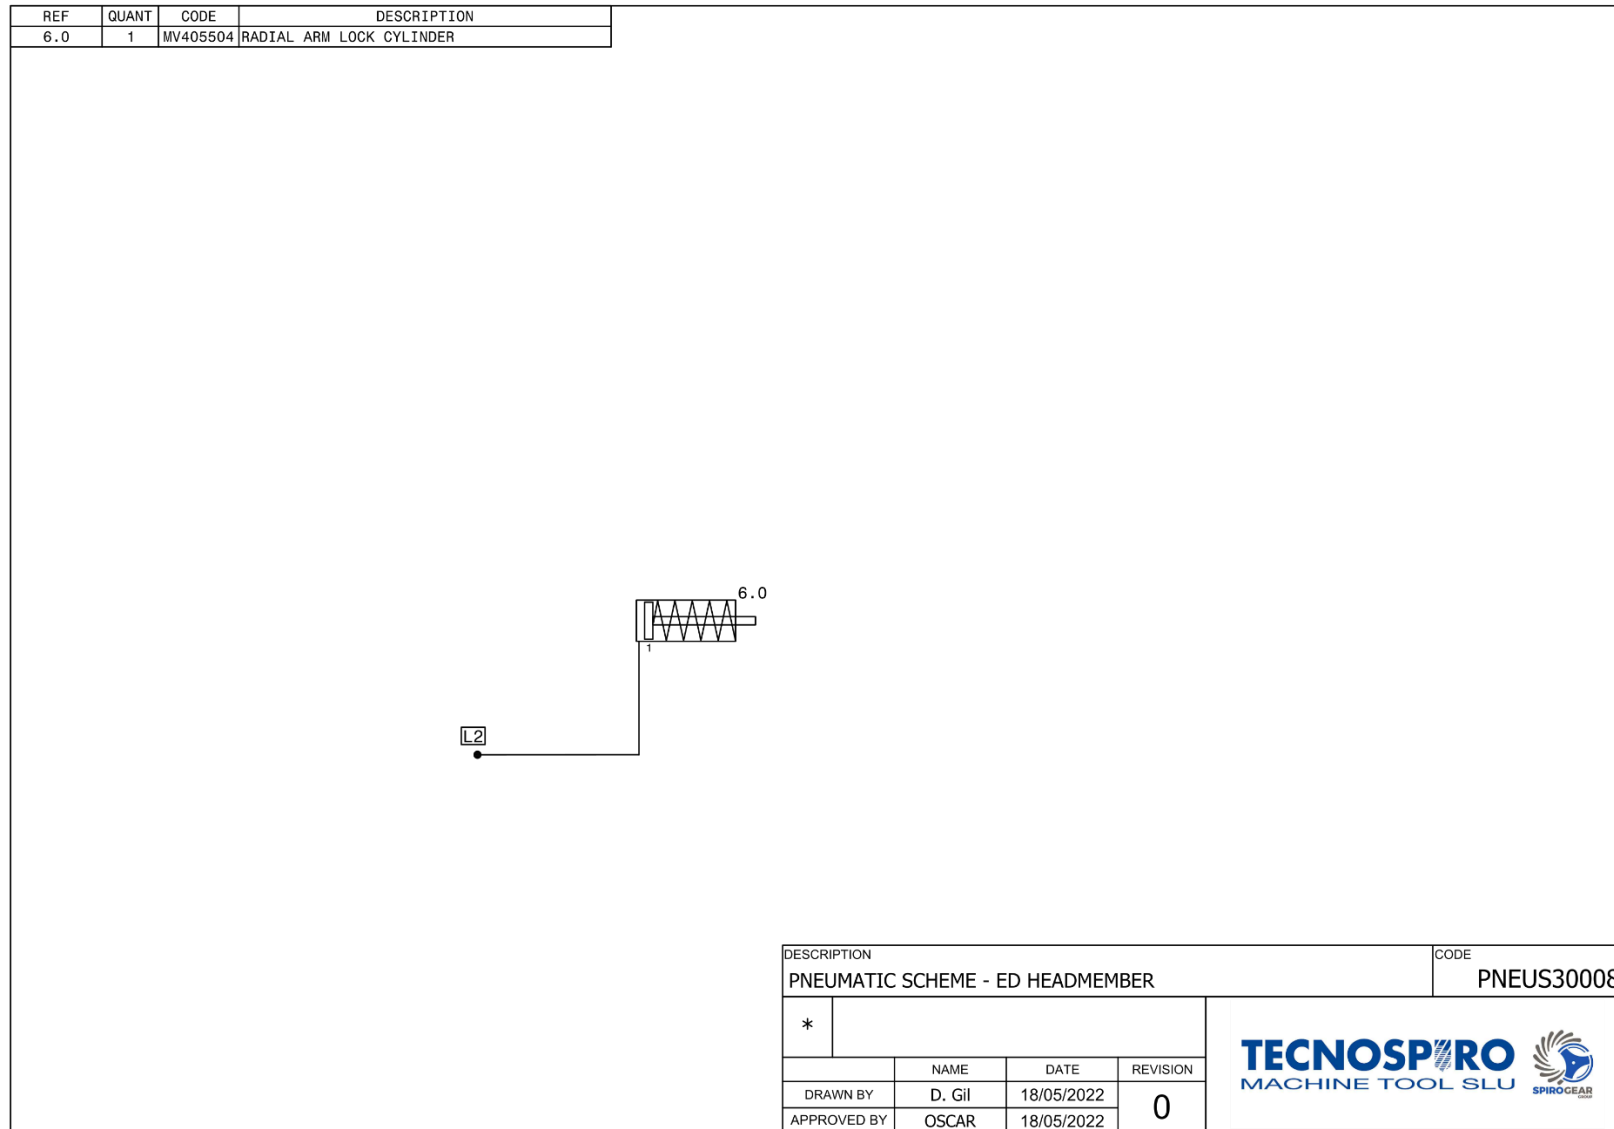 REF QUANT CODE DESCRIPTION
6.0 1 MV405504 RADIAL ARM LOCK CYLINDER
6.0
1
L2
DESCRIPTION CODE
PNEUMATIC SCHEME - ED HEADMEMBER PNEUS30008
*
NAME DATE REVISION
DRAWN BY D. Gil 18/05/2022 0
APPROVED BY OSCAR 18/05/2022
TECNOSPIRO
MACHINE TOOL SLU
SPIROGEAR
GROUP